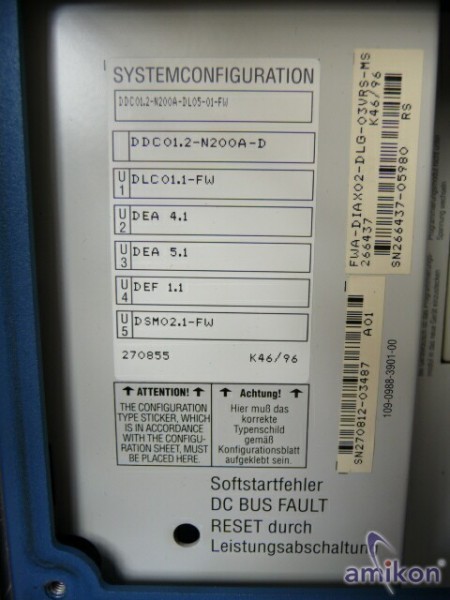 SYSTEMCONFIGURATION
DDC01.2-N200A-DL05-01-FW
DDC01.2-N200A-D
U1 DLC01.1-FW
U2 DEA 4.1
U3 DEA 5.1
U4 DEF 1.1
U5 DSM02.1-FW
270855 K46/96
↑ ATTENTION! ↑
THE CONFIGURATION
TYPE STICKER, WHICH
IS IN ACCORDANCE
WITH THE CONFIGU-
RATION SHEET, MUST
BE PLACED HERE.
↑ Achtung! ↑
Hier muß das
korrekte
Typenschild
gemäß
Konfigurationsblatt
aufgeklebt sein.
Softstartfehler
DC BUS FAULT
RESET durch
Leistungsabschaltung
FWA-DIAX02-DLG-03VRS-MS
266437 K46/96
SN266437-05980 RS
SN270812-03487 A01
109-0988-3901-00
amikon